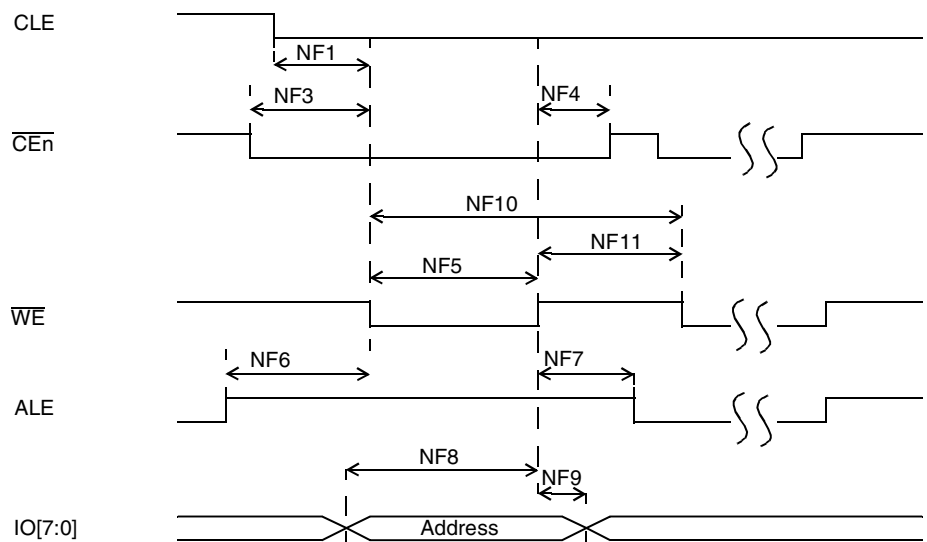 CLE
NF1
NF3
NF4
CEn
NF10
NF11
NF5
WE
NF6
NF7
ALE
NF8
NF9
IO[7:0]
Address